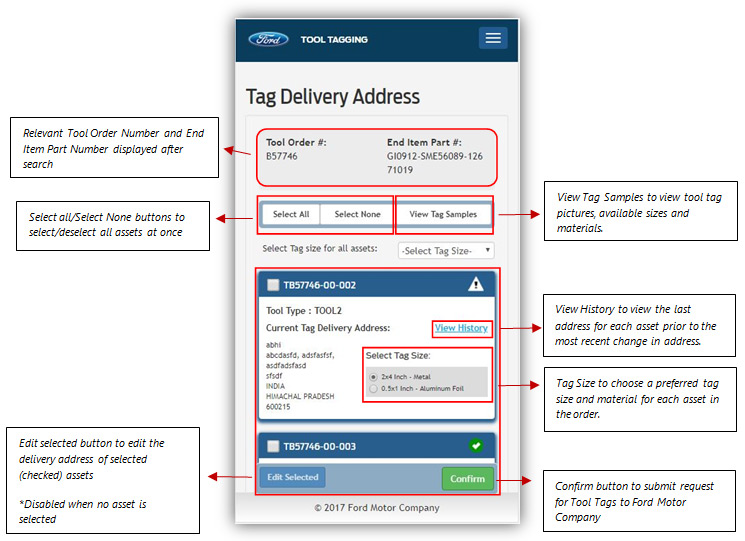 Ford TOOL TAGGING
Tag Delivery Address
Relevant Tool Order Number and End
Item Part Number displayed after
search
Tool Order #:
B57746
End Item Part #:
GI0912-SME56089-126
71019
Select all/Select None buttons to
select/deselect all assets at once
Select All
Select None
View Tag Samples
View Tag Samples to view tool tag
pictures, available sizes and
materials.
Select Tag size for all assets:
-Select Tag Size-
TB57746-00-002
Tool Type : TOOL2
Current Tag Delivery Address:
View History
View History to view the last
address for each asset prior to the
most recent change in address.
abhi
abcdasfd, adsfasfsf,
asdfadsfasd
sfsdf
INDIA
HIMACHAL PRADESH
600215
Select Tag Size:
2x4 Inch - Metal
0.5x1 Inch - Aluminum Foil
Tag Size to choose a preferred tag
size and material for each asset in
the order.
Edit selected button to edit the
delivery address of selected
(checked) assets
*Disabled when no asset is
selected
TB57746-00-003
Edit Selected
Confirm
Confirm button to submit request
for Tool Tags to Ford Motor
Company
© 2017 Ford Motor Company